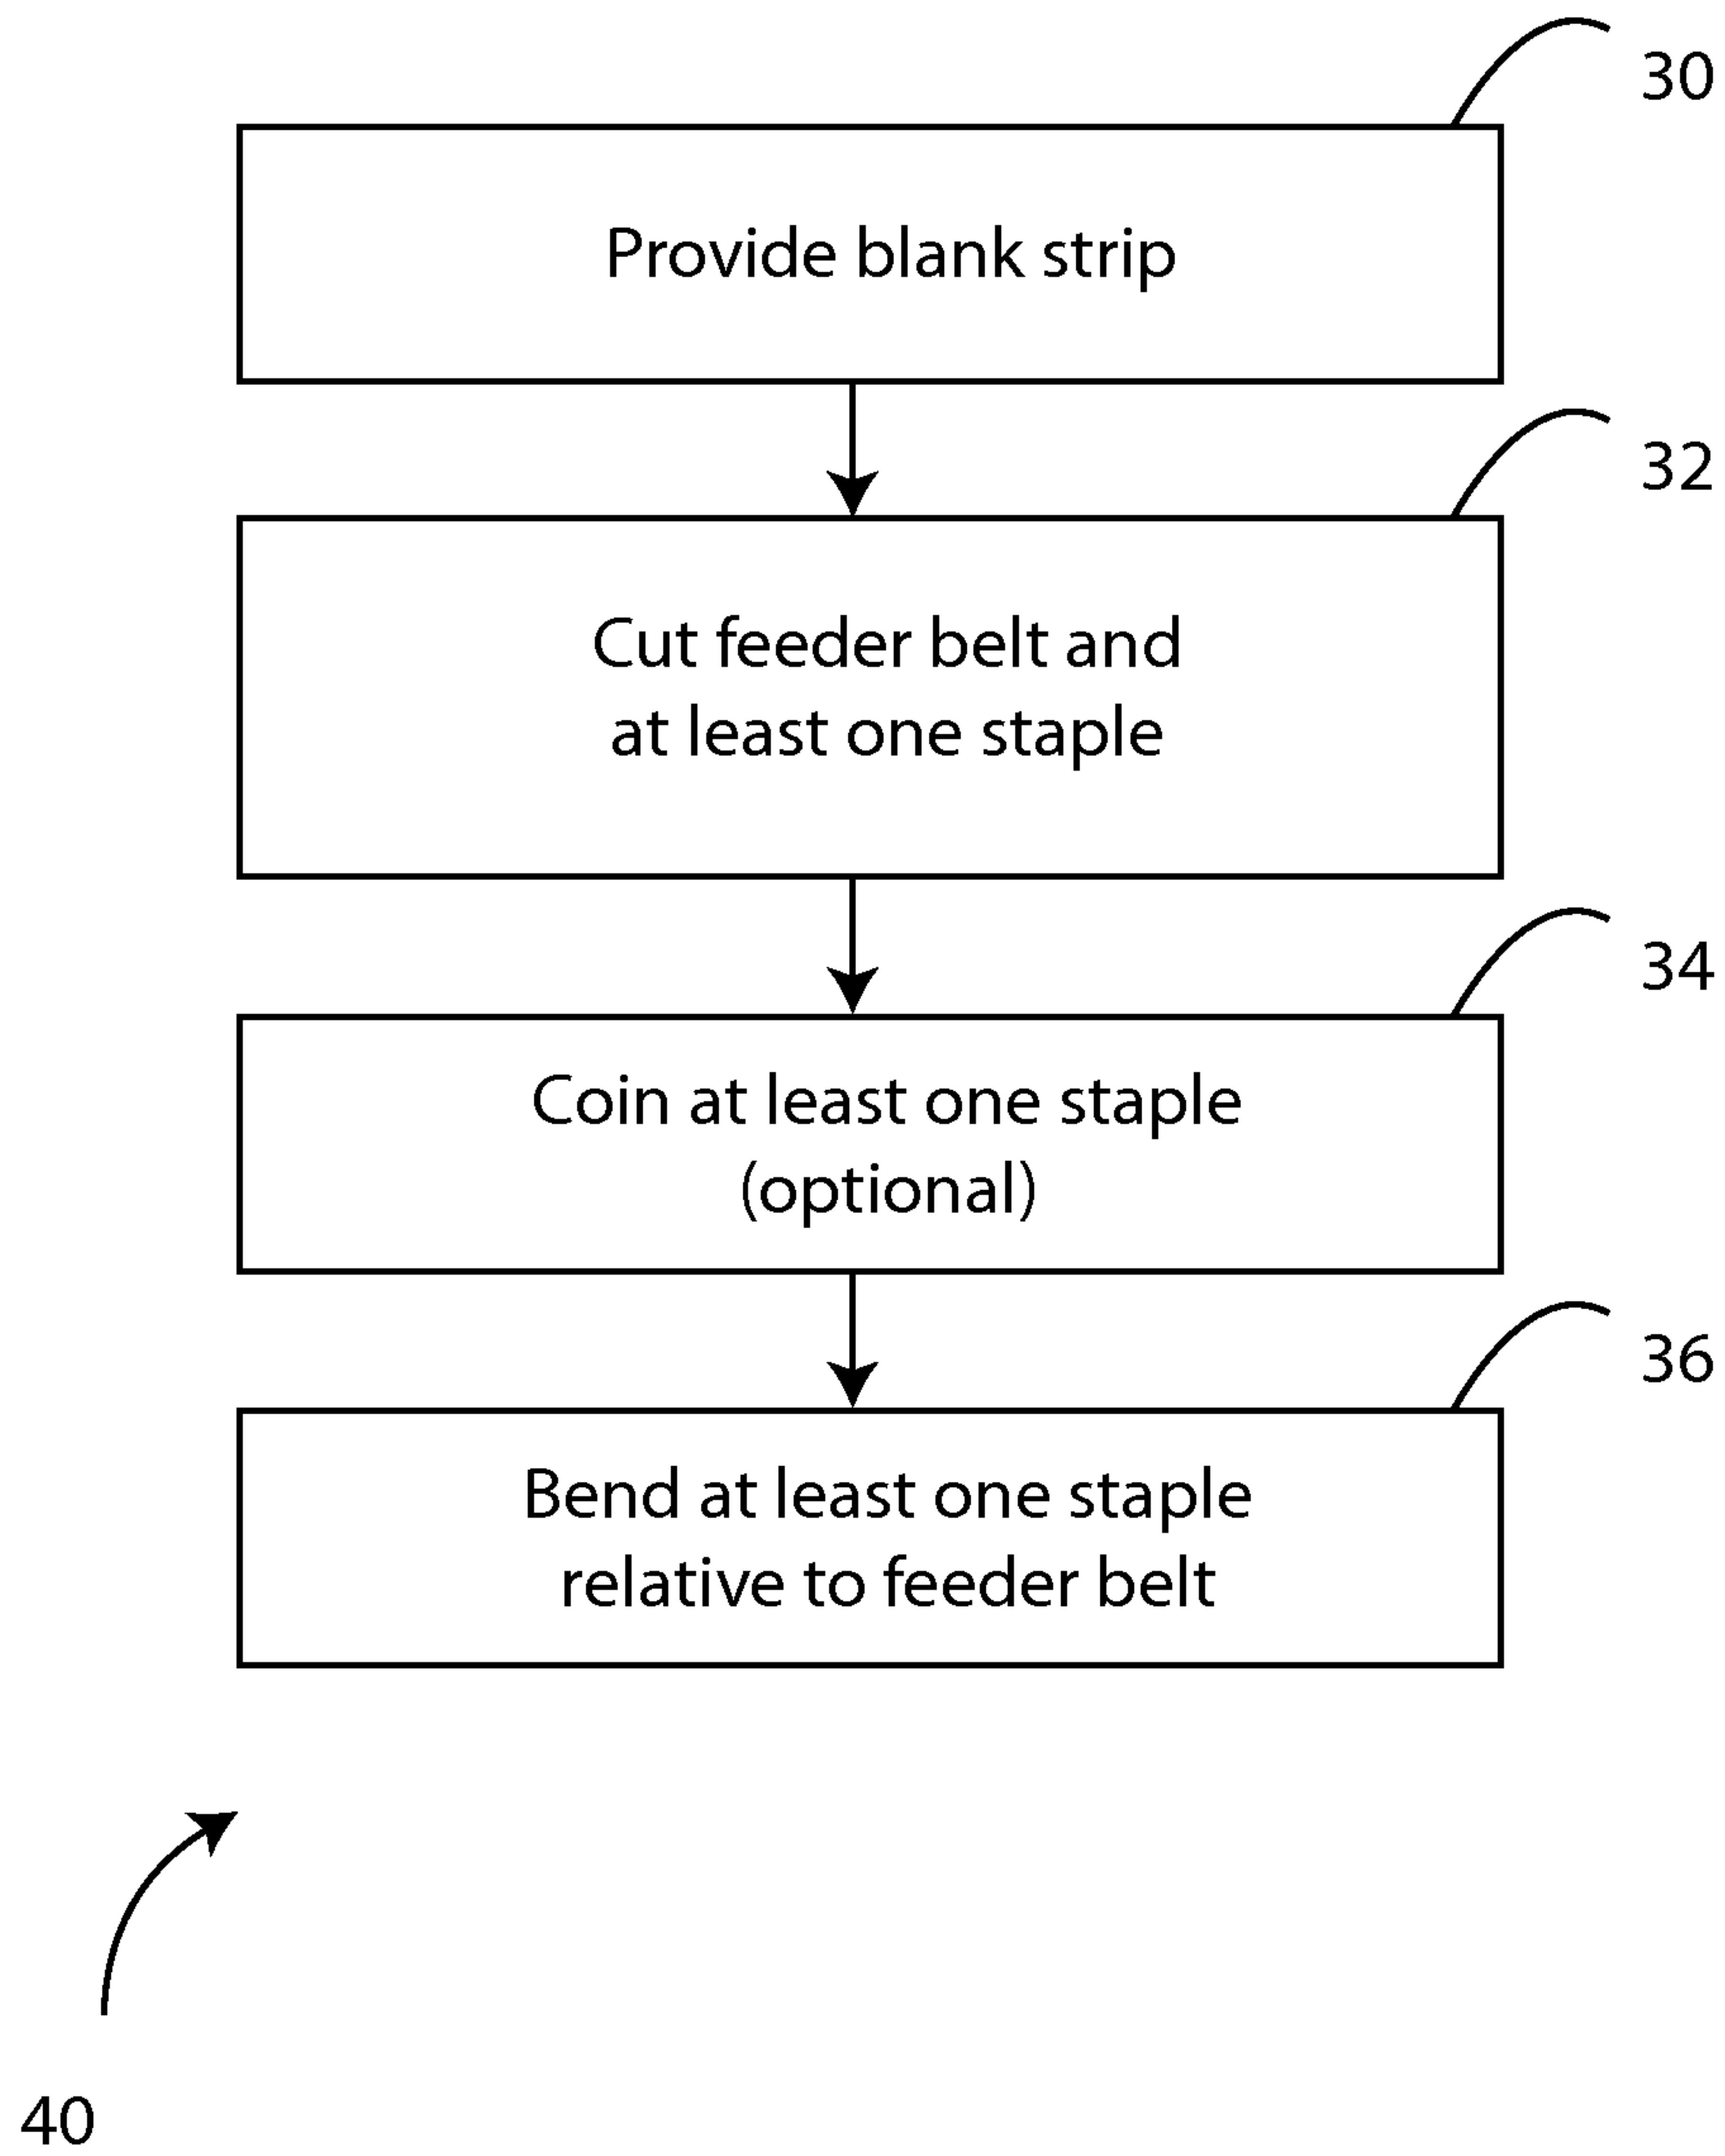 30
Provide blank strip
32
Cut feeder belt and
at least one staple
34
Coin at least one staple
(optional)
36
Bend at least one staple
relative to feeder belt
40